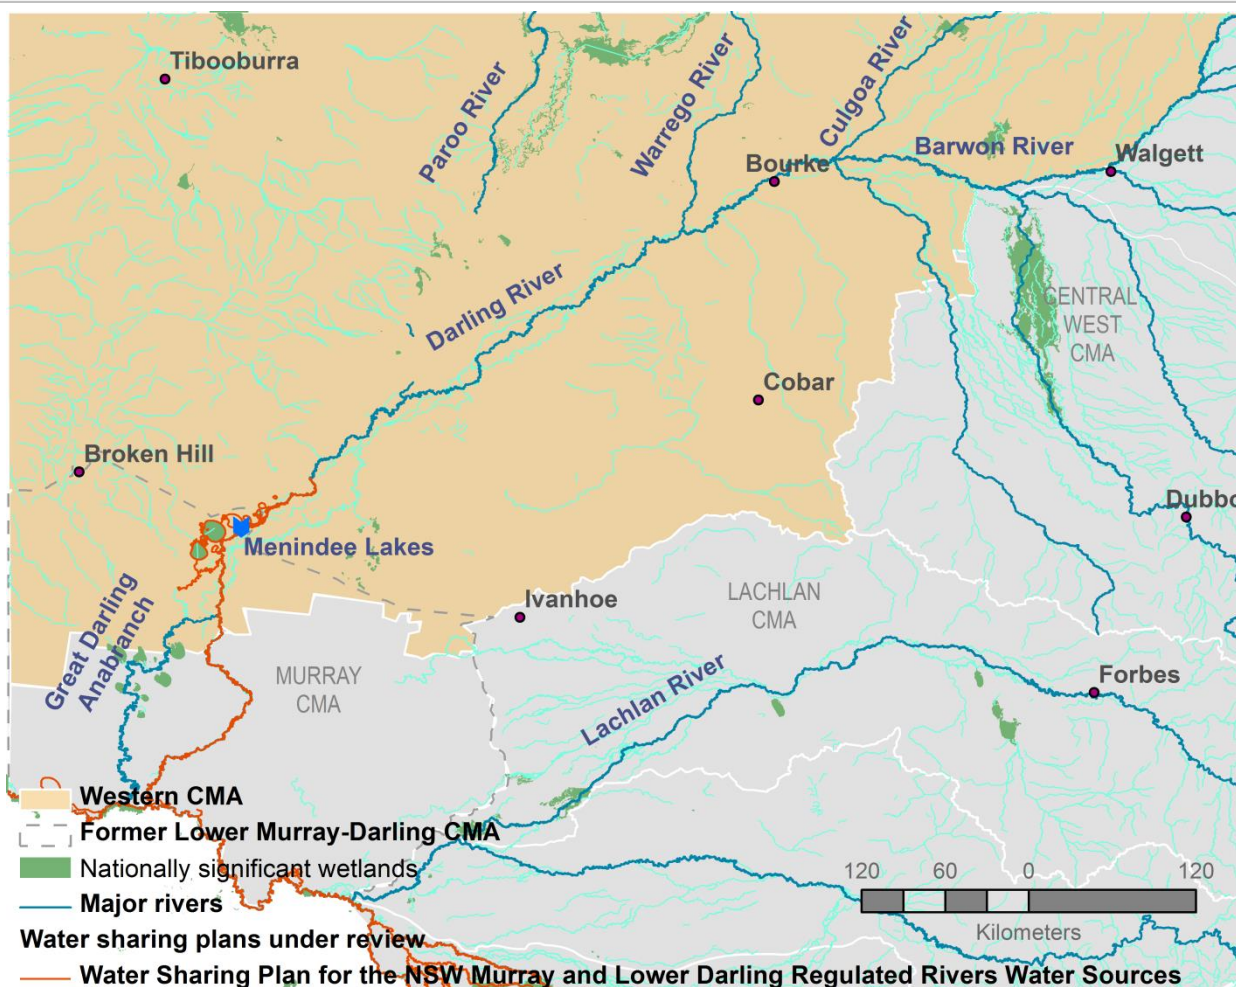 Tibooburra
Paroo River
Warrego River
Culgoa River
Barwon River
Bourke
Walgett
Darling River
CENTRAL
WEST
CMA
Cobar
Broken Hill
Dubbo
Menindee Lakes
Ivanhoe
LACHLAN
CMA
Great Darling
Anabranch
MURRAY
CMA
Lachlan River
Forbes
Western CMA
Former Lower Murray-Darling CMA
Nationally significant wetlands
Major rivers
Water sharing plans under review
Water Sharing Plan for the NSW Murray and Lower Darling Regulated Rivers Water Sources
120 60 0 120
Kilometers